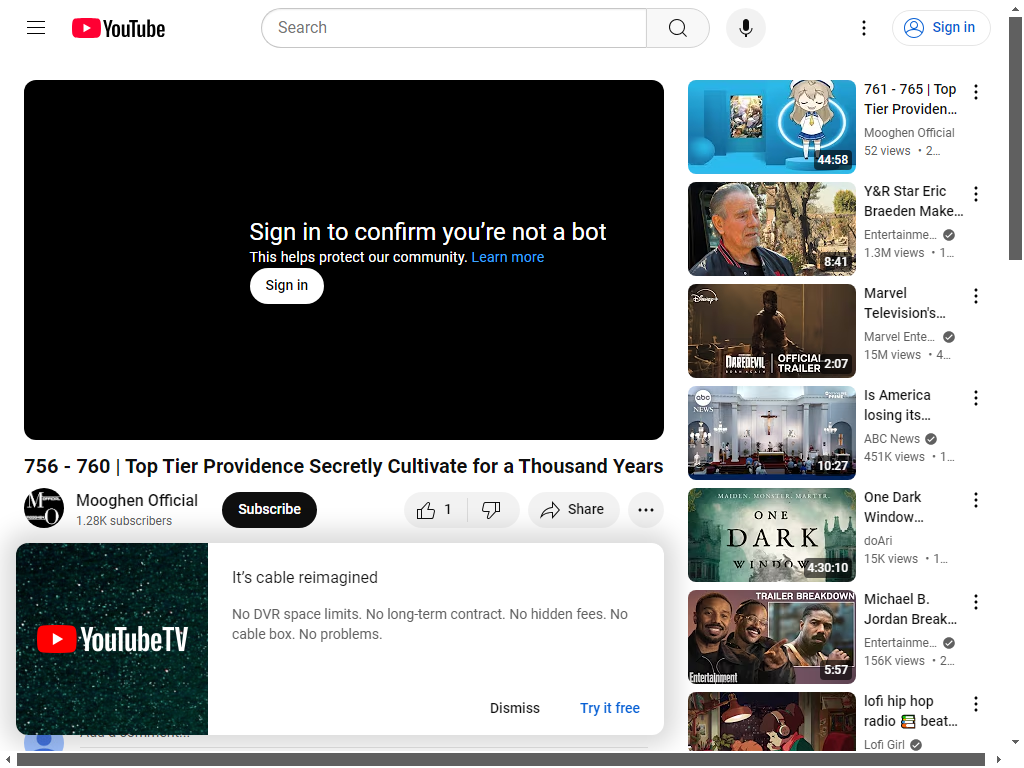 YouTube
Search
Sign in
Sign in to confirm you're not a bot
This helps protect our community. Learn more
Sign in
756 - 760 | Top Tier Providence Secretly Cultivate for a Thousand Years
Mooghen Official
1.28K subscribers
Subscribe
1
Share
YouTubeTV
It's cable reimagined
No DVR space limits. No long-term contract. No hidden fees. No
cable box. No problems.
Dismiss
Try it free
Add a comment...
44:58
761 - 765 | Top
Tier Providen…
Mooghen Official
52 views • 2…
8:41
Y&R Star Eric
Braeden Make…
Entertainme…
1.3M views • 1…
Disney+
DAREDEVIL
BORN AGAIN
OFFICIAL
TRAILER
2:07
Marvel
Television's…
Marvel Ente…
15M views • 4…
abc
NEWS
PRIME
10:27
Is America
losing its…
ABC News
451K views • 1…
MAIDEN. MONSTER. MARTYR.
ONE
DARK
WINDOW
4:30:10
One Dark
Window…
doAri
15K views • 1…
TRAILER BREAKDOWN
Entertainment
5:57
Michael B.
Jordan Break…
Entertainme…
156K views • 2…
lofi hip hop
radio 📚 beat…
Lofi Girl